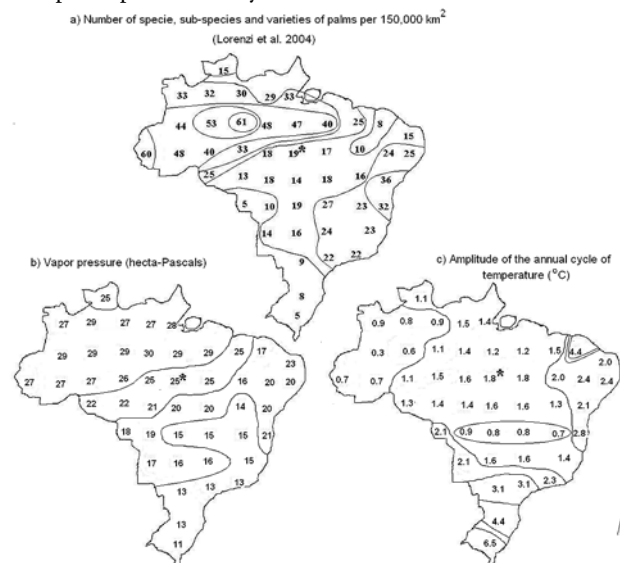 a) Number of specie, sub-species and varieties of palms per 150,000 km2
(Lorenzi et al. 2004)
15
33 32 30 29 33
44 53 61 48 47 40 25 8
15
60 48 40 33 18 19* 17 10 24 25
25 13 18 14 18 16 36
5 10 19 27 23 32
14 16 24 23
22 22
9
8
5
b) Vapor pressure (hecta-Pascals)
25
27 29 27 27 28
29 29 30 29 29 25 17
23
27 27 27 26 25 25* 25 16 20 20
22 22 21 20 20 14 20
18 19 15 15 15 21
17 16 16 15
13 13 13
13
11
c) Amplitude of the annual cycle of
temperature (°C)
1.1
0.9 0.8 0.9 1.5 1.4
0.3 0.6 1.1 1.4 1.2 1.2 1.5 4.4
2.0
0.7 0.7 1.1 1.5 1.6 1.8* 1.8 2.0 2.4 2.4
1.3 1.4 1.4 1.6 1.6 1.3 2.1
2.1 0.9 0.8 0.8 0.7 2.8
2.1 1.6 1.6 1.4
3.1 3.1 2.3
4.4
6.5